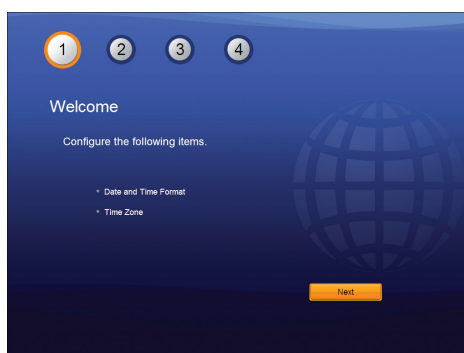 1 2 3 4
Welcome
Configure the following items.
Date and Time Format
Time Zone
Next